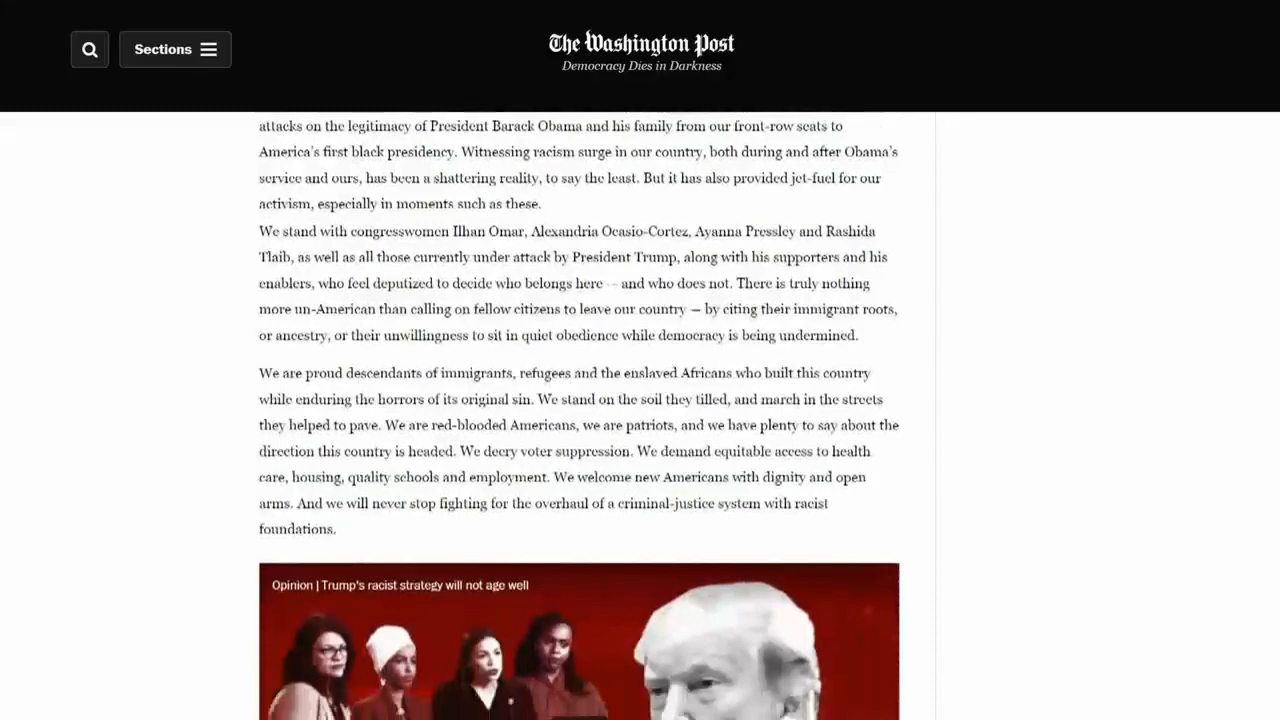 Sections
The Washington Post
Democracy Dies in Darkness
attacks on the legitimacy of President Barack Obama and his family from our front-row seats to
America's first black presidency. Witnessing racism surge in our country, both during and after Obama's
service and ours, has been a shattering reality, to say the least. But it has also provided jet-fuel for our
activism, especially in moments such as these.
We stand with congresswomen Ilhan Omar, Alexandria Ocasio-Cortez, Ayanna Pressley and Rashida
Tlaib, as well as all those currently under attack by President Trump, along with his supporters and his
enablers, who feel deputized to decide who belongs here — and who does not. There is truly nothing
more un-American than calling on fellow citizens to leave our country — by citing their immigrant roots,
or ancestry, or their unwillingness to sit in quiet obedience while democracy is being undermined.
We are proud descendants of immigrants, refugees and the enslaved Africans who built this country
while enduring the horrors of its original sin. We stand on the soil they tilled, and march in the streets
they helped to pave. We are red-blooded Americans, we are patriots, and we have plenty to say about the
direction this country is headed. We decry voter suppression. We demand equitable access to health
care, housing, quality schools and employment. We welcome new Americans with dignity and open
arms. And we will never stop fighting for the overhaul of a criminal-justice system with racist
foundations.
Opinion | Trump's racist strategy will not age well